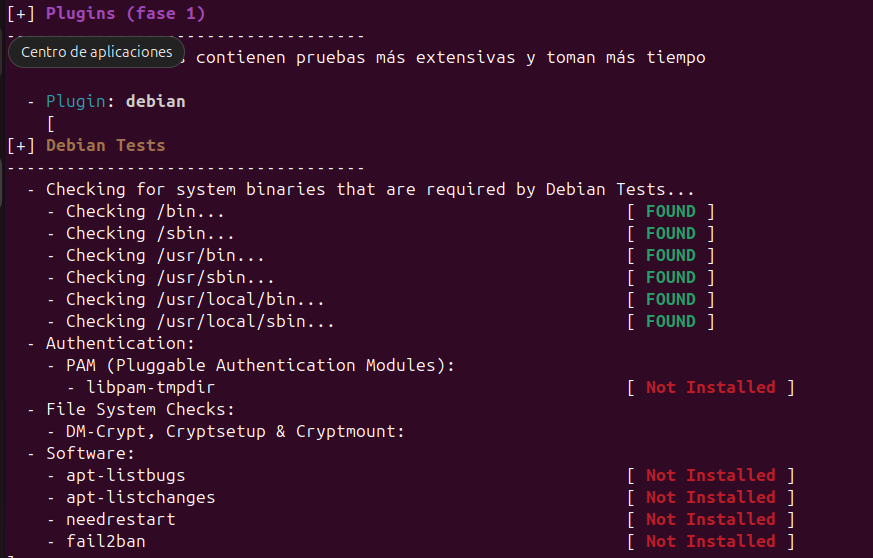 [+] Plugins (fase 1)
------------------------------------
Centro de aplicaciones
s contienen pruebas más extensivas y toman más tiempo
- Plugin: debian
[
[+] Debian Tests
------------------------------------
- Checking for system binaries that are required by Debian Tests...
- Checking /bin... [ FOUND ]
- Checking /sbin... [ FOUND ]
- Checking /usr/bin... [ FOUND ]
- Checking /usr/sbin... [ FOUND ]
- Checking /usr/local/bin... [ FOUND ]
- Checking /usr/local/sbin... [ FOUND ]
- Authentication:
- PAM (Pluggable Authentication Modules):
- libpam-tmpdir [ Not Installed ]
- File System Checks:
- DM-Crypt, Cryptsetup & Cryptmount:
- Software:
- apt-listbugs [ Not Installed ]
- apt-listchanges [ Not Installed ]
- needrestart [ Not Installed ]
- fail2ban [ Not Installed ]